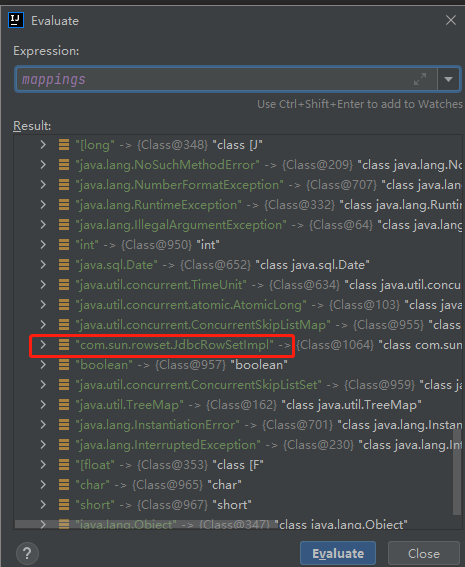 IJ Evaluate
Expression:
mappings
Use Ctrl+Shift+Enter to add to Watches
Result:
"[long" -> {Class@348} "class [J"
"java.lang.NoSuchMethodError" -> {Class@209} "class java.lang.No
"java.lang.NumberFormatException" -> {Class@707} "class java.lang
"java.lang.RuntimeException" -> {Class@332} "class java.lang.Runtim
"java.lang.IllegalArgumentException" -> {Class@64} "class java.lang.
"int" -> {Class@950} "int"
"java.sql.Date" -> {Class@652} "class java.sql.Date"
"java.util.concurrent.TimeUnit" -> {Class@634} "class java.util.concu
"java.util.concurrent.atomic.AtomicLong" -> {Class@103} "class java.
"java.util.concurrent.ConcurrentSkipListMap" -> {Class@955} "class j
"com.sun.rowset.JdbcRowSetImpl" -> {Class@1064} "class com.sun
"boolean" -> {Class@957} "boolean"
"java.util.concurrent.ConcurrentSkipListSet" -> {Class@959} "class ja
"java.util.TreeMap" -> {Class@162} "class java.util.TreeMap"
"java.lang.InstantiationError" -> {Class@701} "class java.lang.Instan
"java.lang.InterruptedException" -> {Class@230} "class java.lang.Int
"[float" -> {Class@353} "class [F"
"char" -> {Class@965} "char"
"short" -> {Class@967} "short"
"java.lang.Object" -> {Class@347} "class java.lang.Object"
? Evaluate Close